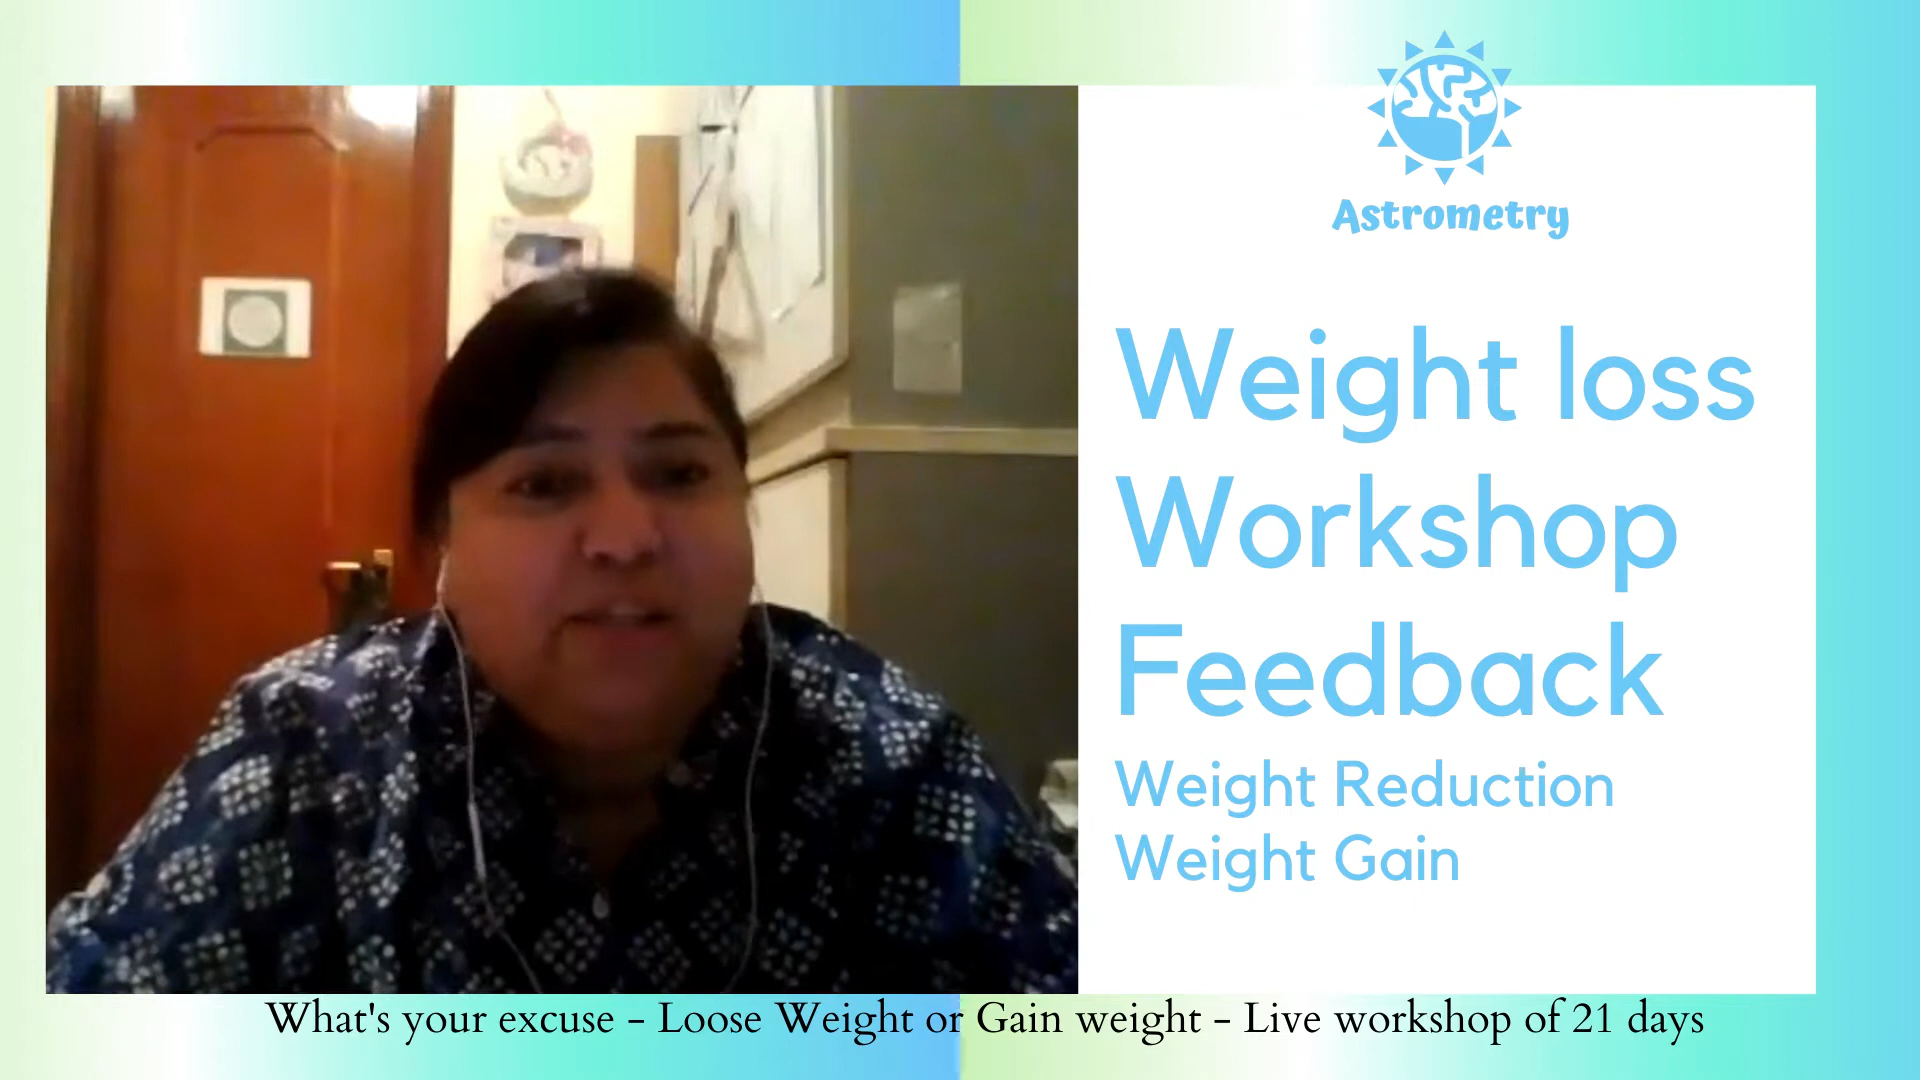 Astrometry
Weight loss
Workshop
Feedback
Weight Reduction
Weight Gain
What's your excuse - Loose Weight or Gain weight - Live workshop of 21 days